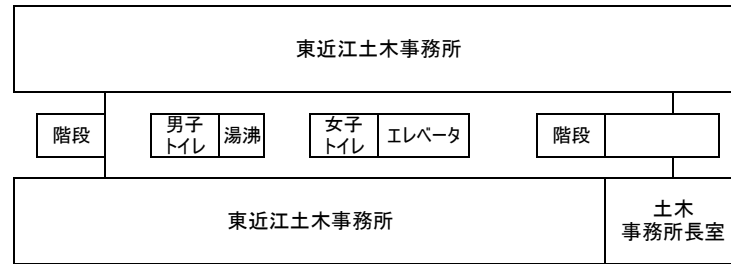 東近江土木事務所
階段
男子
トイレ
湯沸
女子
トイレ
エレベータ
階段
東近江土木事務所
土木
事務所長室